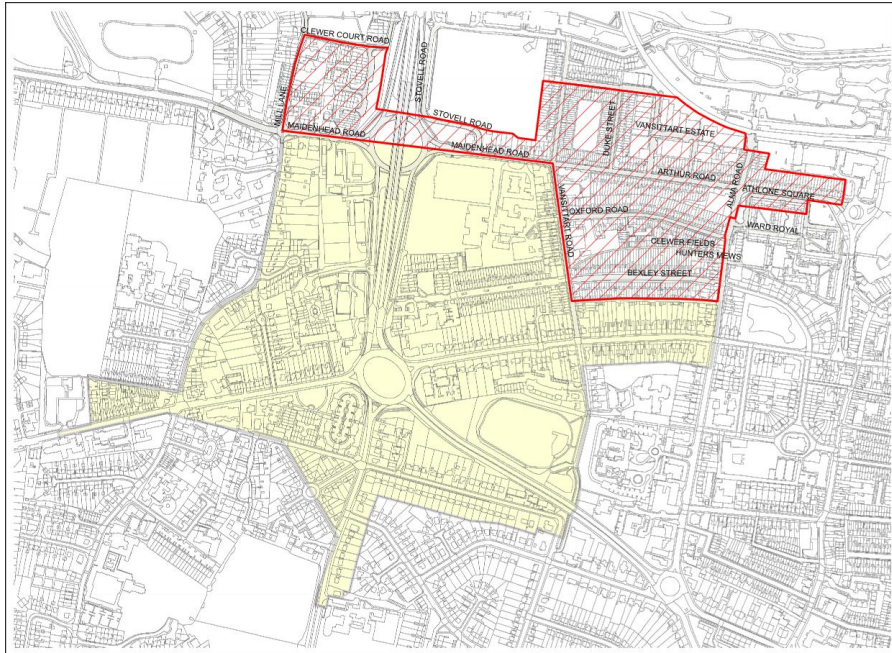 CLEWER COURT ROAD
STOVELL ROAD
MILL LANE
STOVELL ROAD
MAIDENHEAD ROAD
MAIDENHEAD ROAD
DUKE STREET
VANSITTART ESTATE
ARTHUR ROAD
ALMA ROAD
ATHLONE SQUARE
VANSITTART ROAD
OXFORD ROAD
WARD ROYAL
CLEWER FIELDS
HUNTERS MEWS
BEXLEY STREET